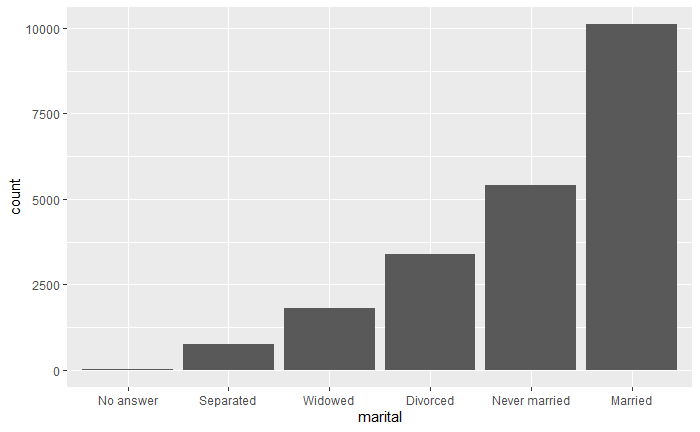 10000
7500
5000
2500
0
count
No answer Separated Widowed Divorced Never married Married
marital